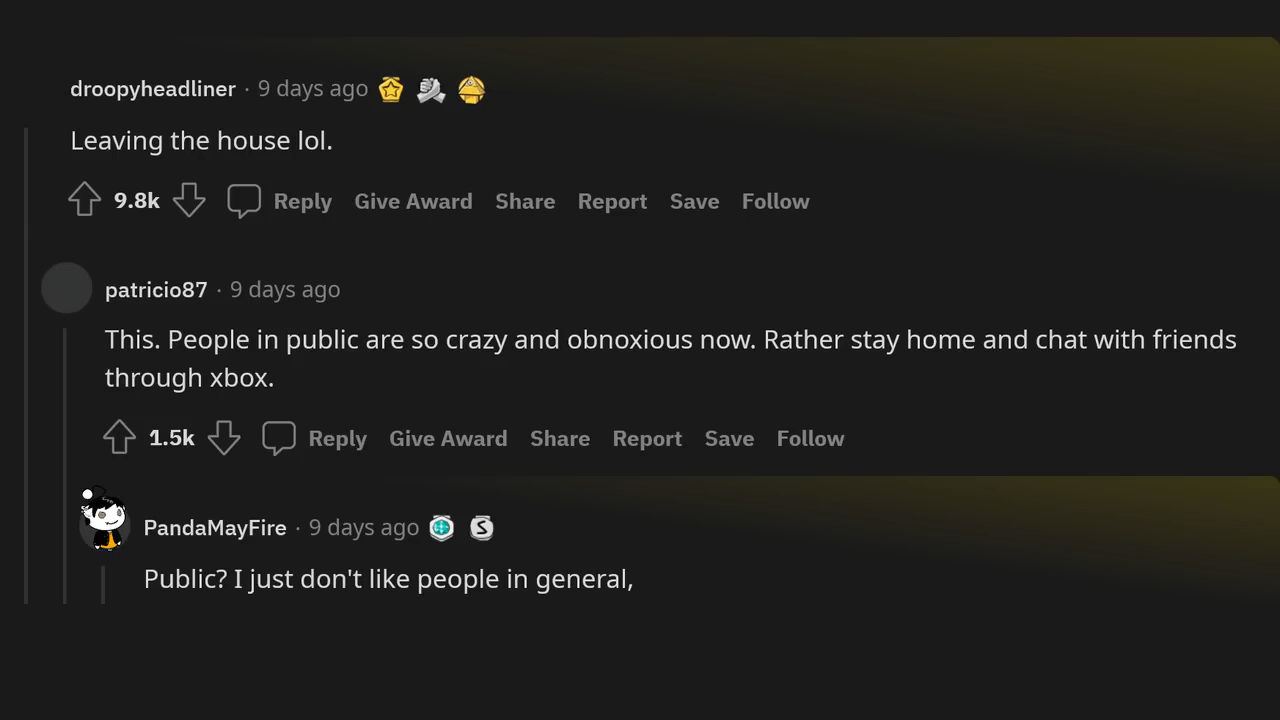 droopyheadliner · 9 days ago
Leaving the house lol.
9.8k Reply Give Award Share Report Save Follow
patricio87 · 9 days ago
This. People in public are so crazy and obnoxious now. Rather stay home and chat with friends
through xbox.
1.5k Reply Give Award Share Report Save Follow
PandaMayFire · 9 days ago
Public? I just don't like people in general,